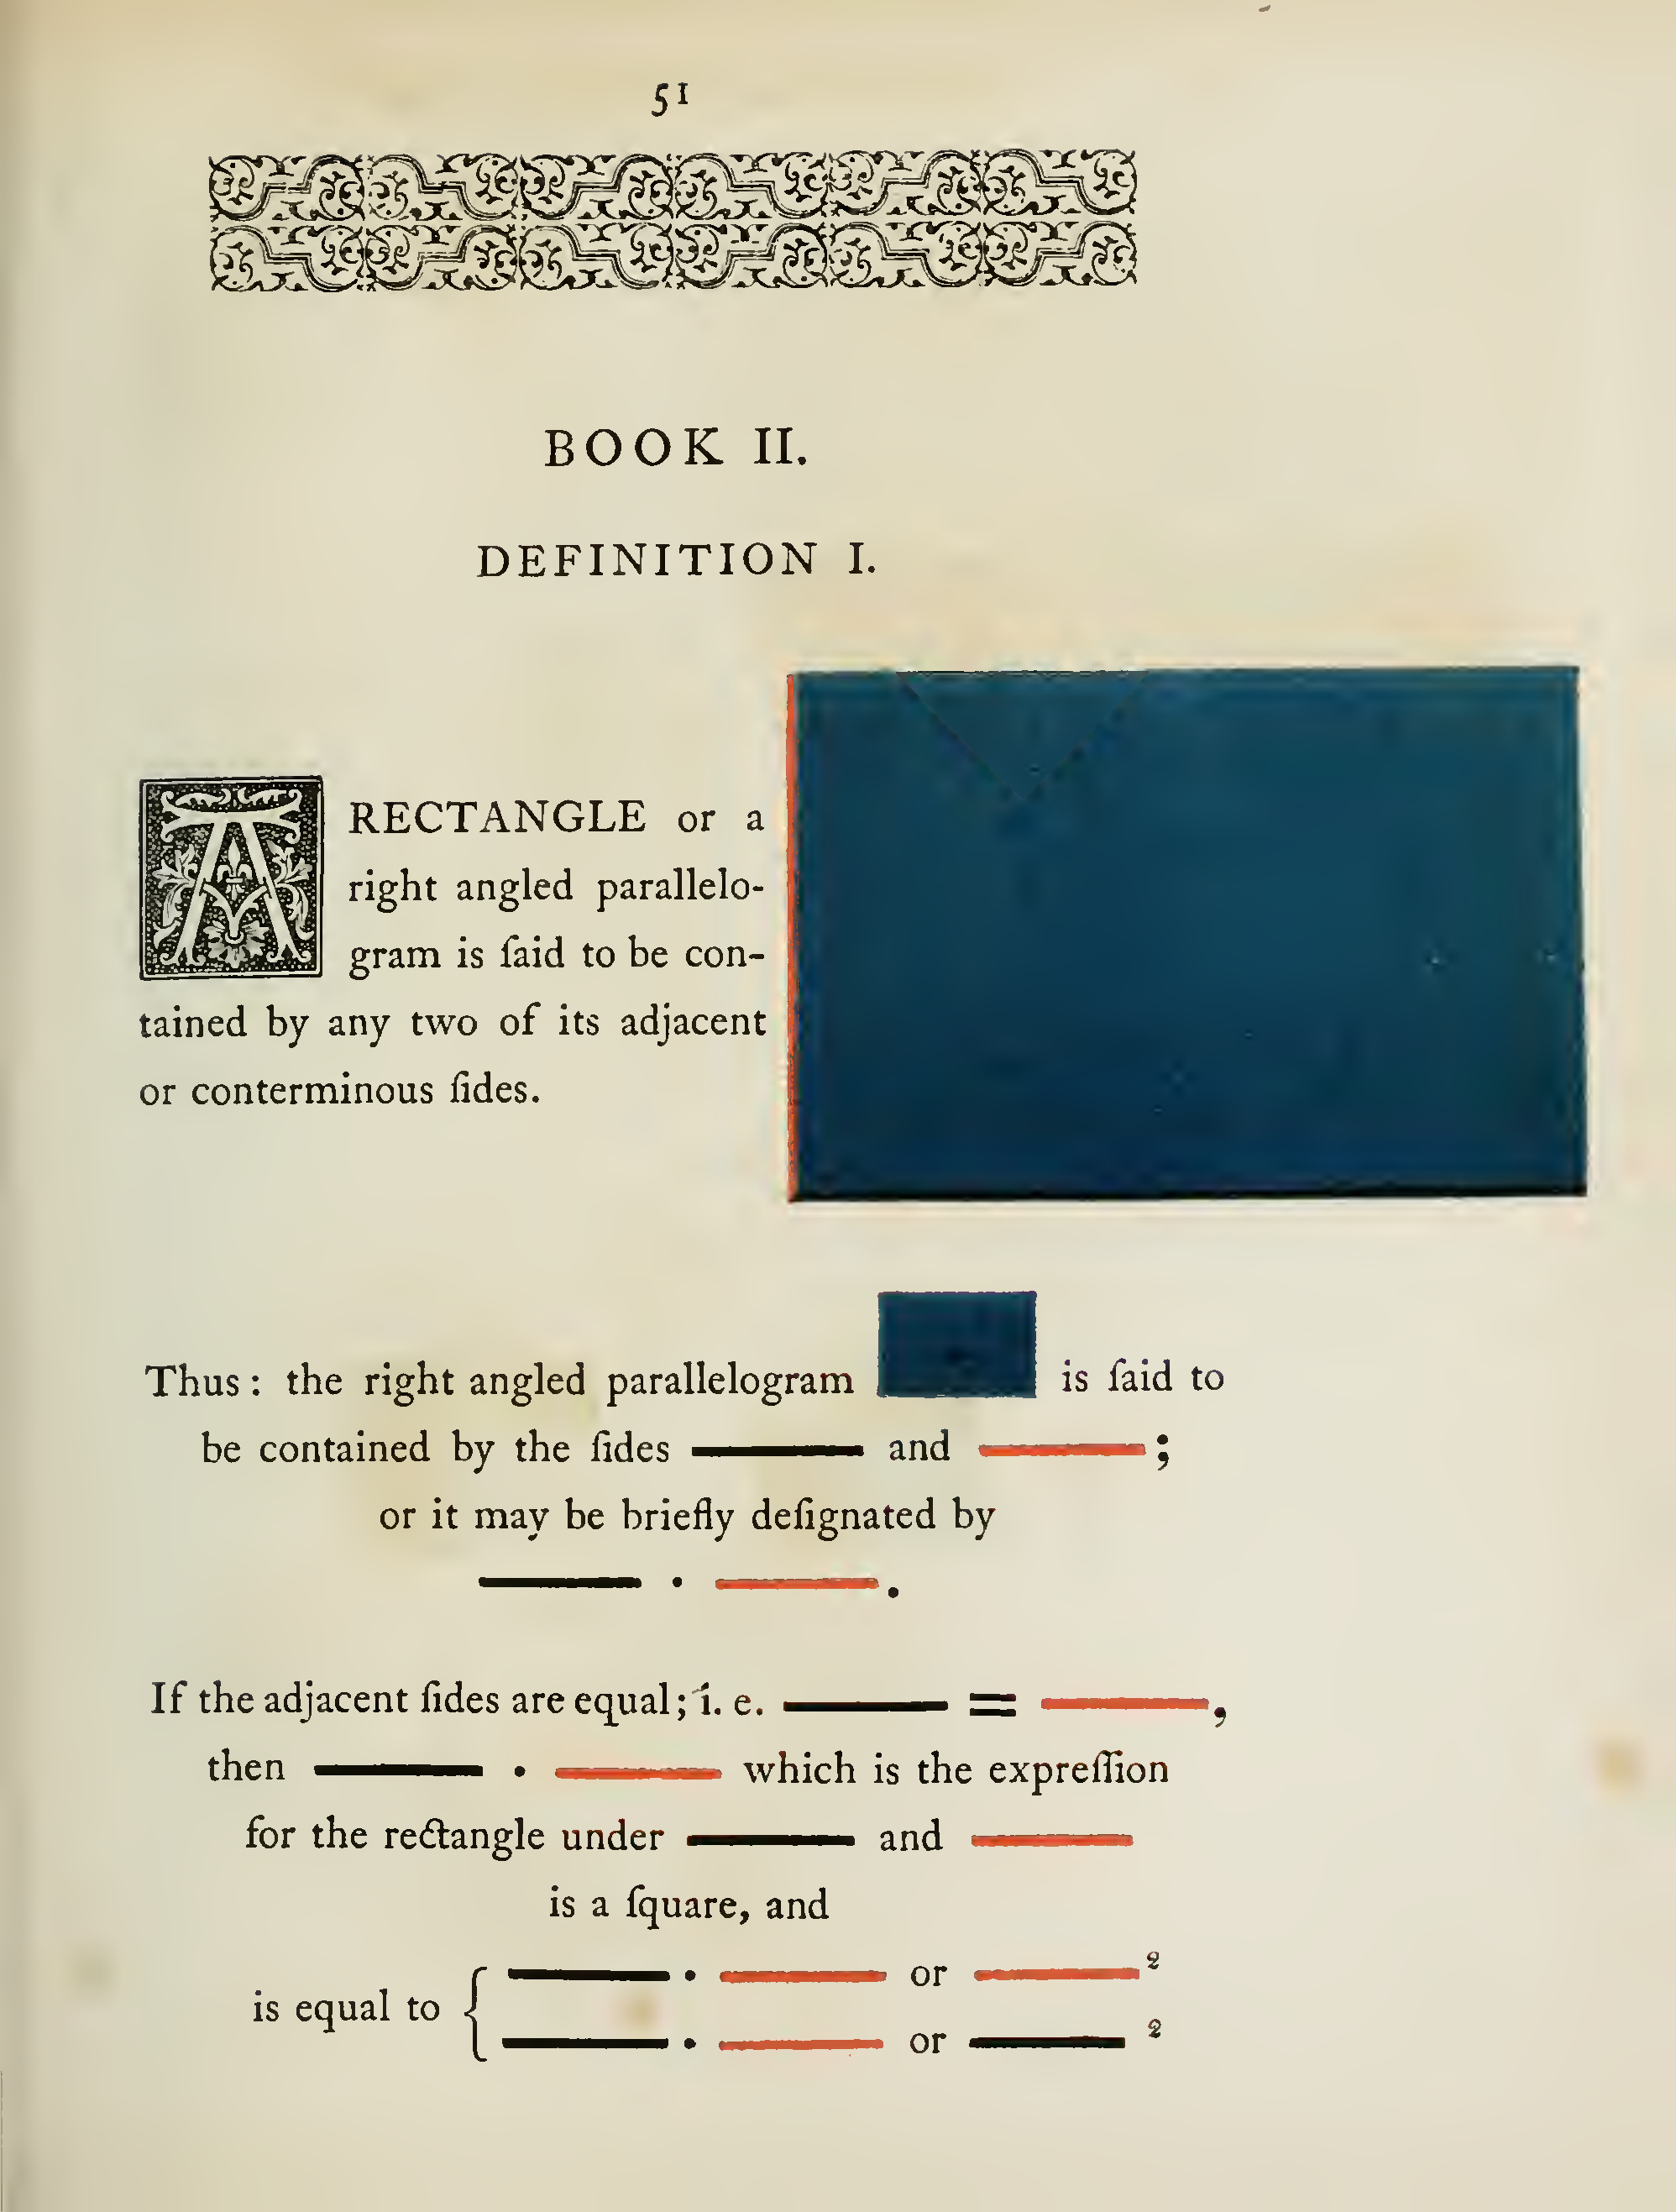 51
BOOK II.
DEFINITION I.
A RECTANGLE or a
right angled parallelo-
gram is ſaid to be con-
tained by any two of its adjacent
or conterminous ſides.
Thus: the right angled parallelogram is ſaid to
be contained by the ſides and ;
or it may be briefly deſignated by
· .
If the adjacent ſides are equal; i. e. = ,
then · which is the expreſſion
for the rectangle under and
is a ſquare, and
is equal to { · or ²
· or ²